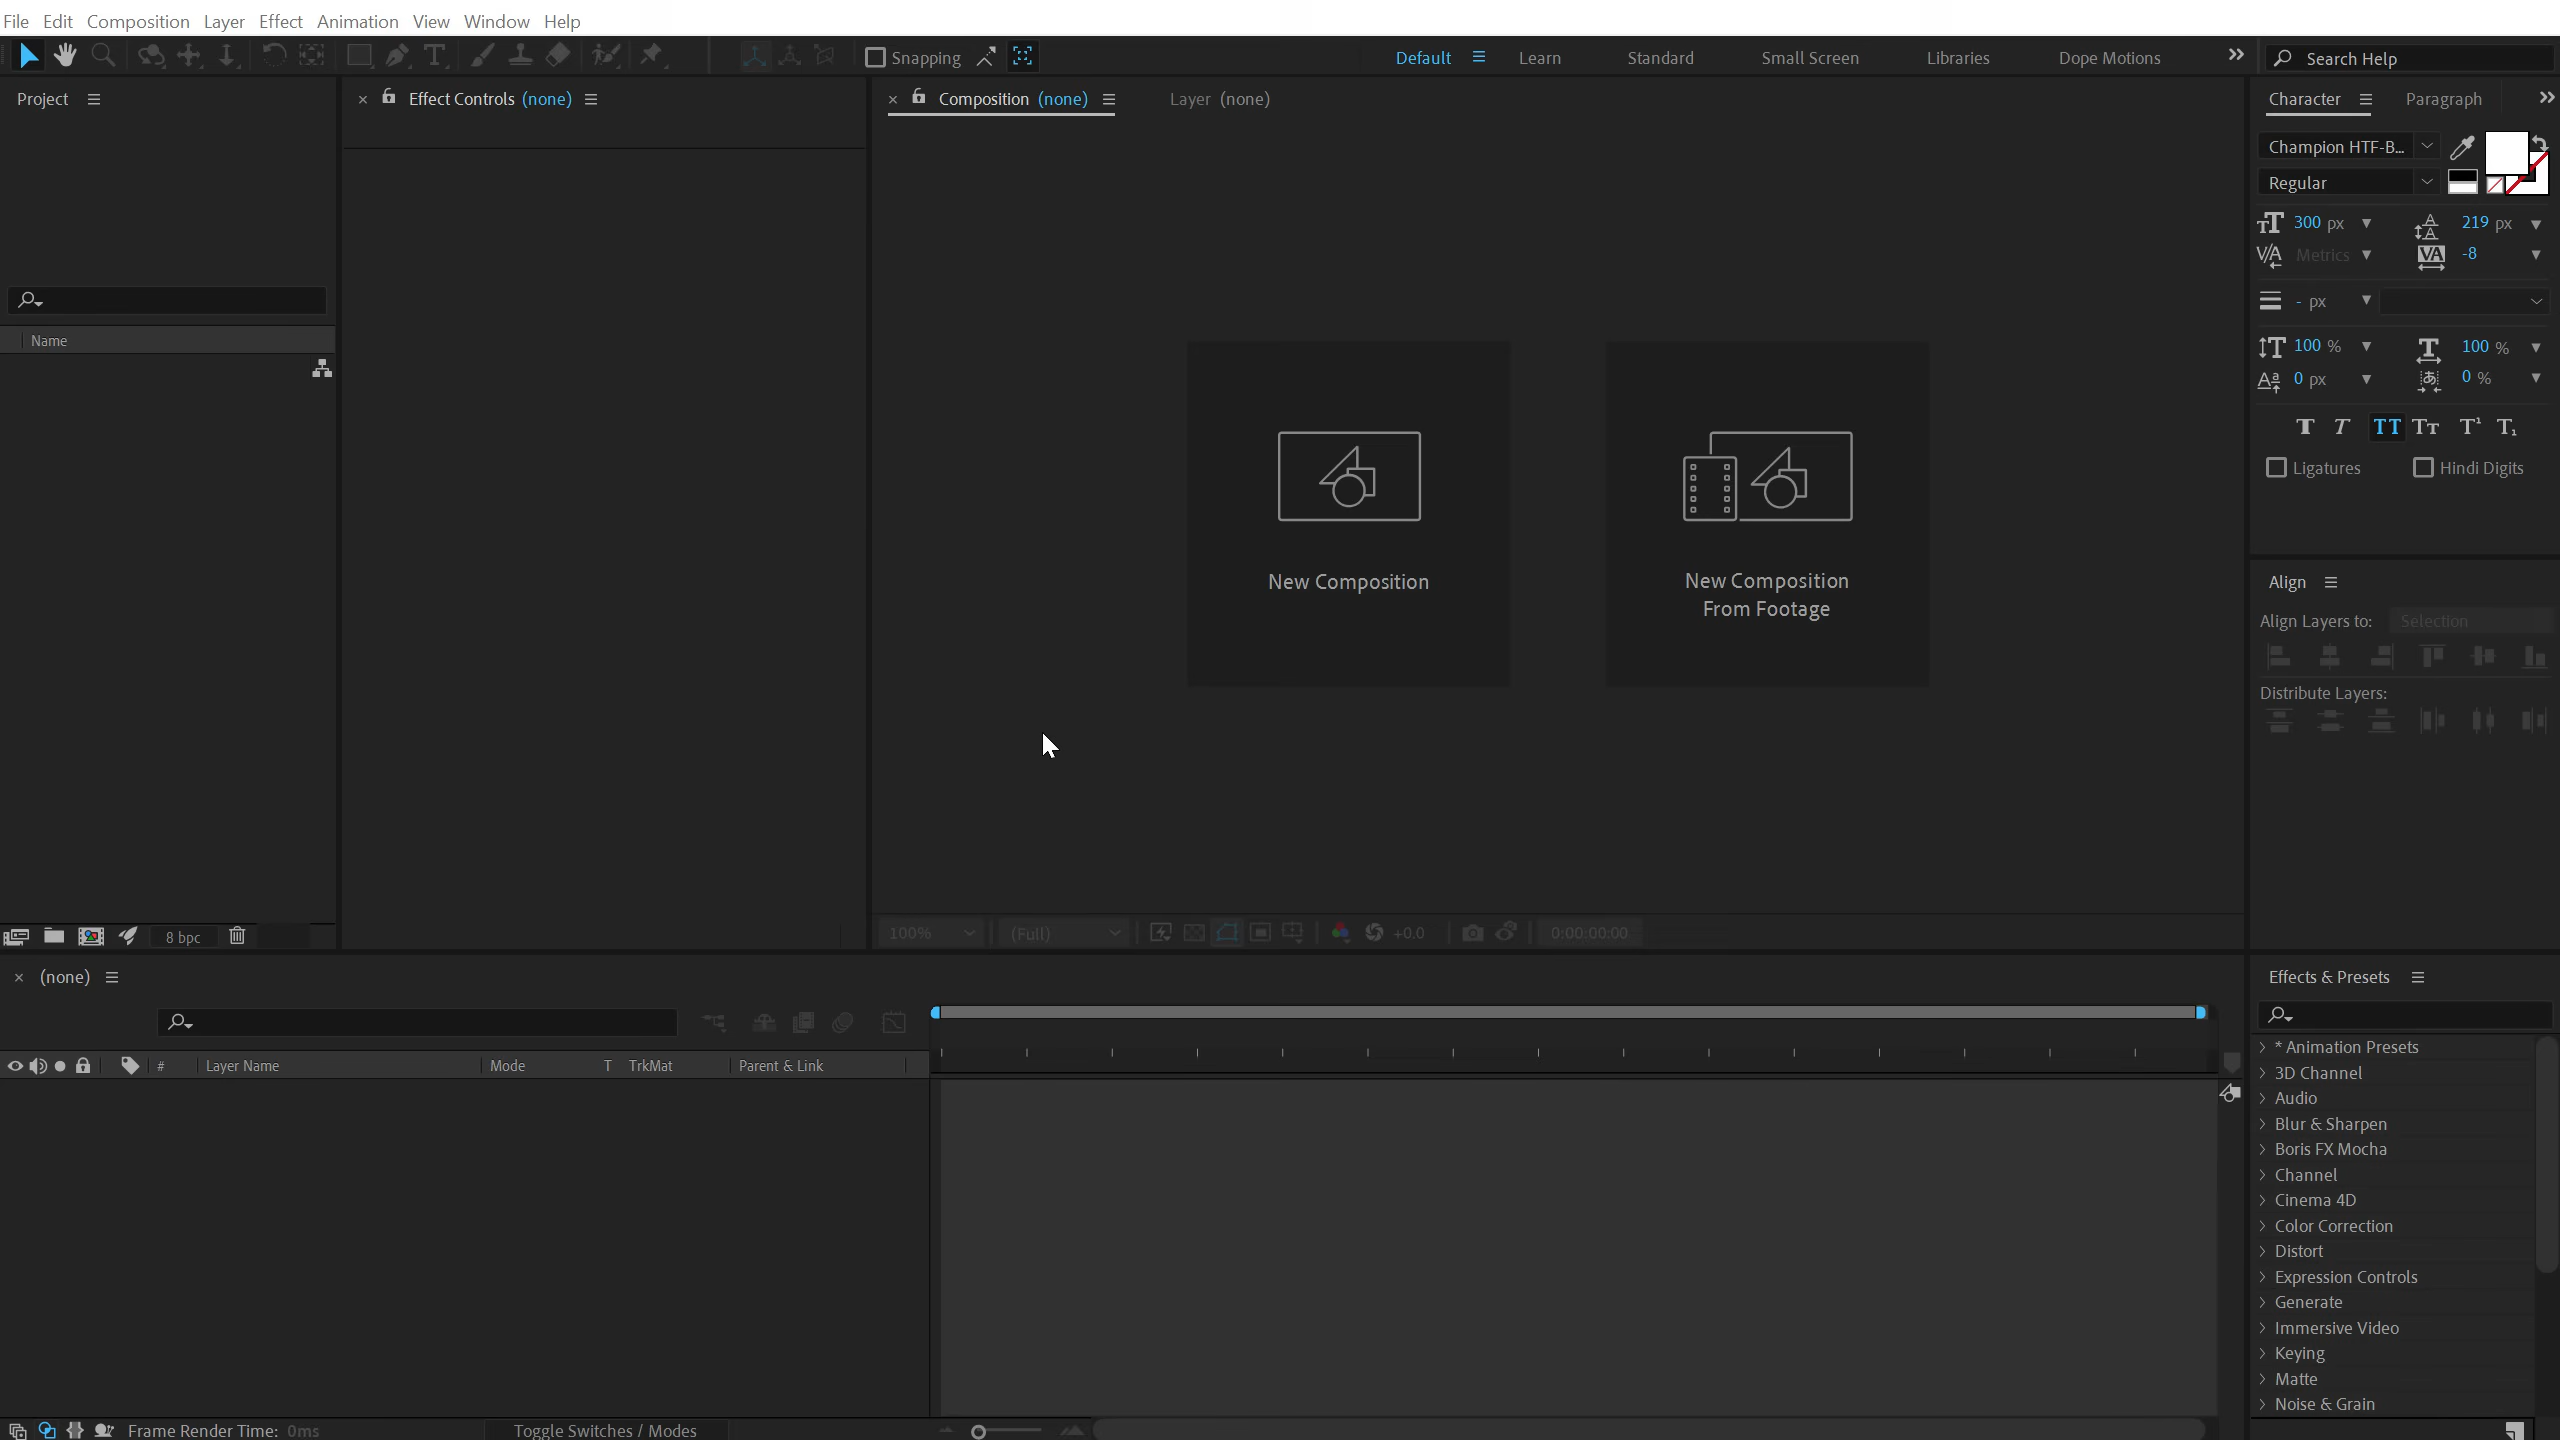 File Edit Composition Layer Effect Animation View Window Help
Snapping Default Learn Standard Small Screen Libraries Dope Motions Search Help
Project Effect Controls (none) Composition (none) Layer (none) Character Paragraph
Champion HTF-B...
Regular
300 px 219 px
Metrics -8
- px
100 % 100 %
0 px 0 %
Ligatures Hindi Digits
Name
New Composition
New Composition
From Footage
Align
Align Layers to: Selection
Distribute Layers:
8 bpc
100% (Full) +0.0 0:00:00:00
(none)
# Layer Name Mode T TrkMat Parent & Link
Effects & Presets
* Animation Presets
3D Channel
Audio
Blur & Sharpen
Boris FX Mocha
Channel
Cinema 4D
Color Correction
Distort
Expression Controls
Generate
Immersive Video
Keying
Matte
Noise & Grain
Frame Render Time: 0ms Toggle Switches / Modes